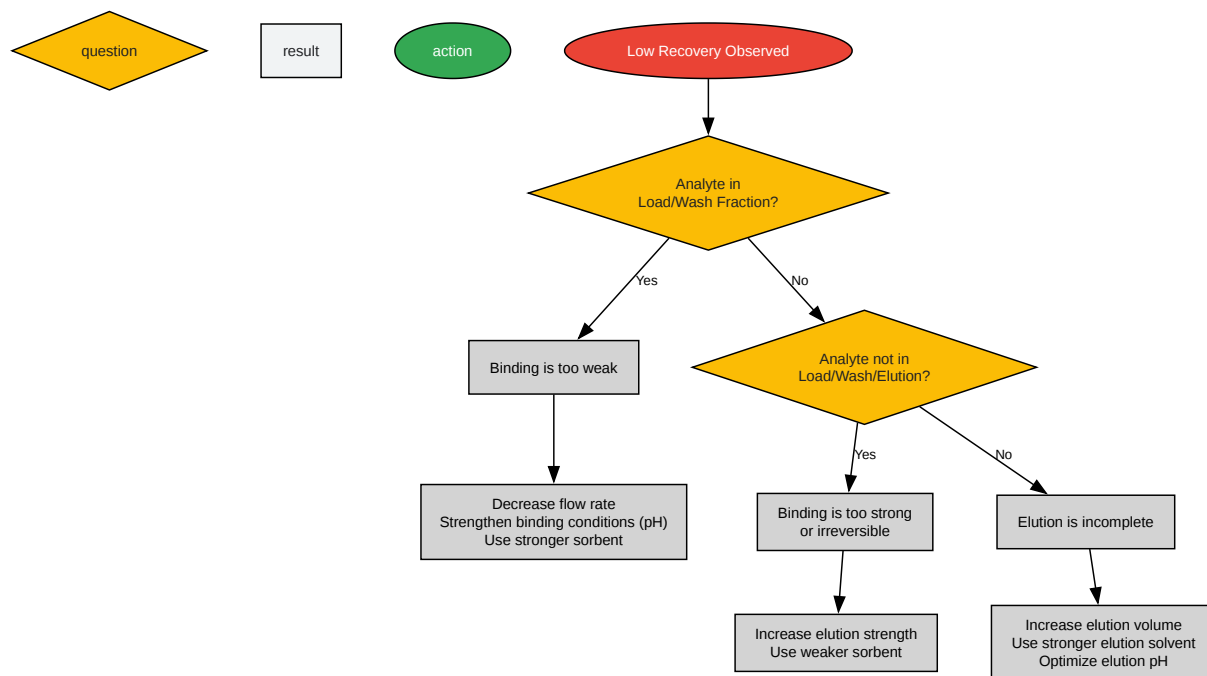 question
result
action
Low Recovery Observed
Analyte in
Load/Wash Fraction?
Yes
No
Binding is too weak
Analyte not in
Load/Wash/Elution?
Yes
No
Decrease flow rate
Strengthen binding conditions (pH)
Use stronger sorbent
Binding is too strong
or irreversible
Elution is incomplete
Increase elution strength
Use weaker sorbent
Increase elution volume
Use stronger elution solvent
Optimize elution pH